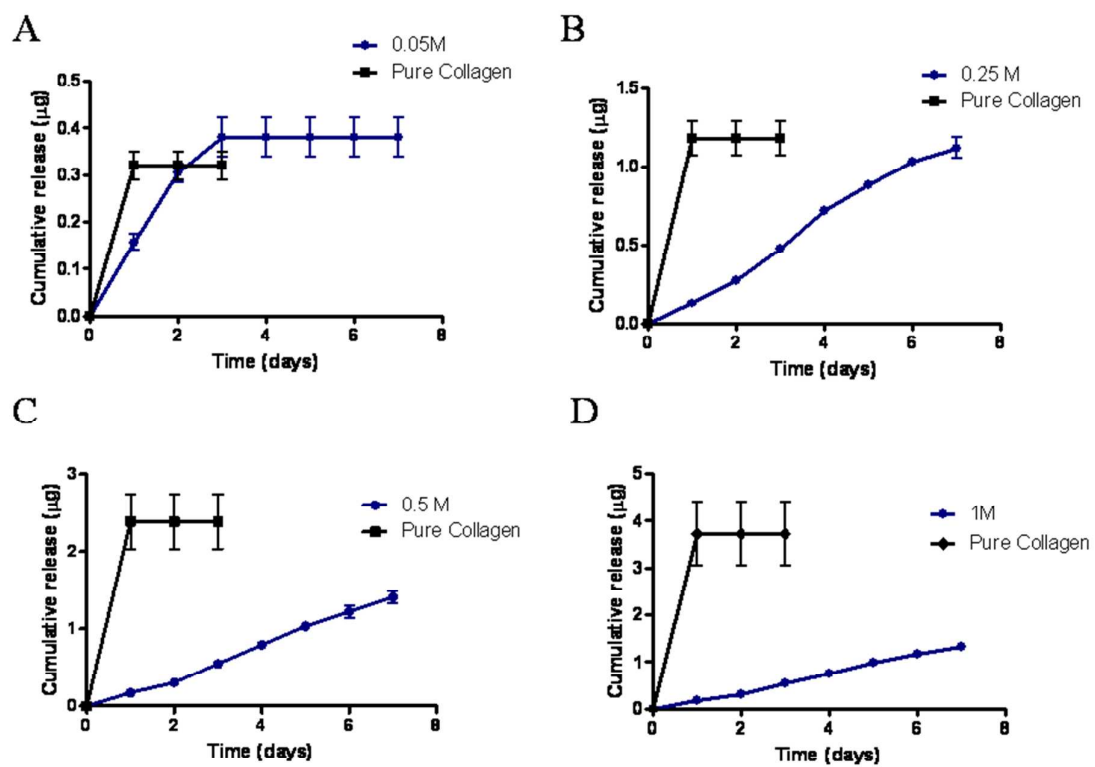 A
0.05M
Pure Collagen
Cumulative release (μg)
0.5
0.4
0.3
0.2
0.1
0.0
0 2 4 6 8
Time (days)
B
0.25 M
Pure Collagen
Cumulative release (μg)
1.5
1.0
0.5
0.0
0 2 4 6 8
Time (days)
C
0.5 M
Pure Collagen
Cumulative release (μg)
3
2
1
0
0 2 4 6 8
Time (days)
D
1M
Pure Collagen
Cumulative release (μg)
5
4
3
2
1
0
0 2 4 6 8
Time (days)